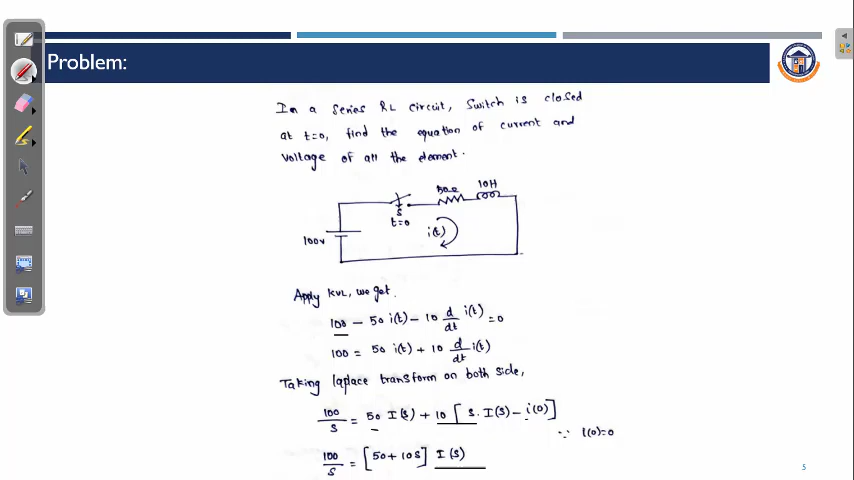 Problem:
In a series RL circuit, Switch is closed
at t=0, find the equation of current and
voltage of all the element.
50Ω 10H
S
t=0
i(t)
100v
Apply KVL, we get.
100 - 50 i(t) - 10 d/dt i(t) = 0
100 = 50 i(t) + 10 d/dt i(t)
Taking laplace transform on both side,
100/S = 50 I(S) + 10 [ S. I(S) - i(0) ]
∵ i(0)=0
100/S = [50+10S] I(S)
5